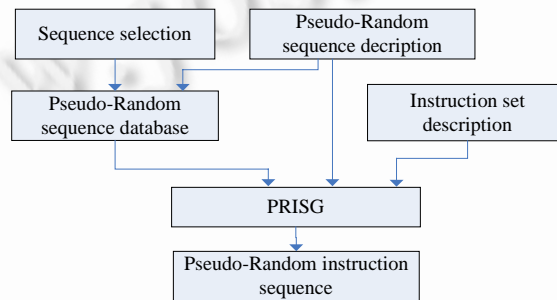 Sequence selection
Pseudo-Random
sequence decription
Pseudo-Random
sequence database
Instruction set
description
PRISG
Pseudo-Random instruction
sequence